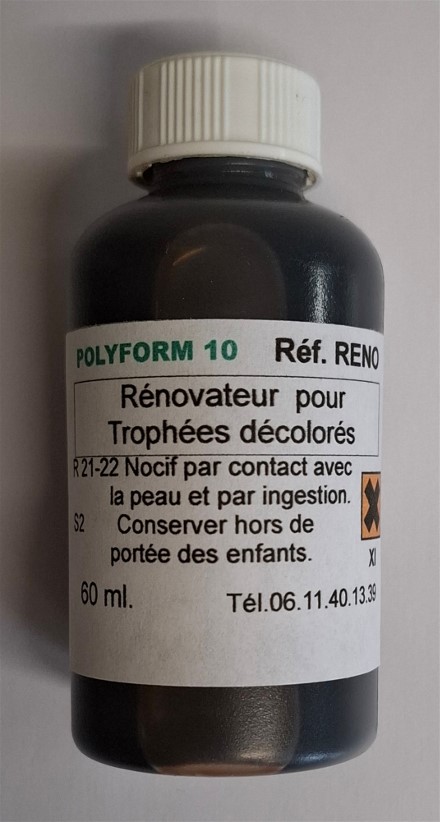 POLYFORM 10 Réf. RENO
Rénovateur pour
Trophées décolorés
R 21-22 Nocif par contact avec
la peau et par ingestion.
S2 Conserver hors de
portée des enfants.
XI
60 ml. Tél.06.11.40.13.39